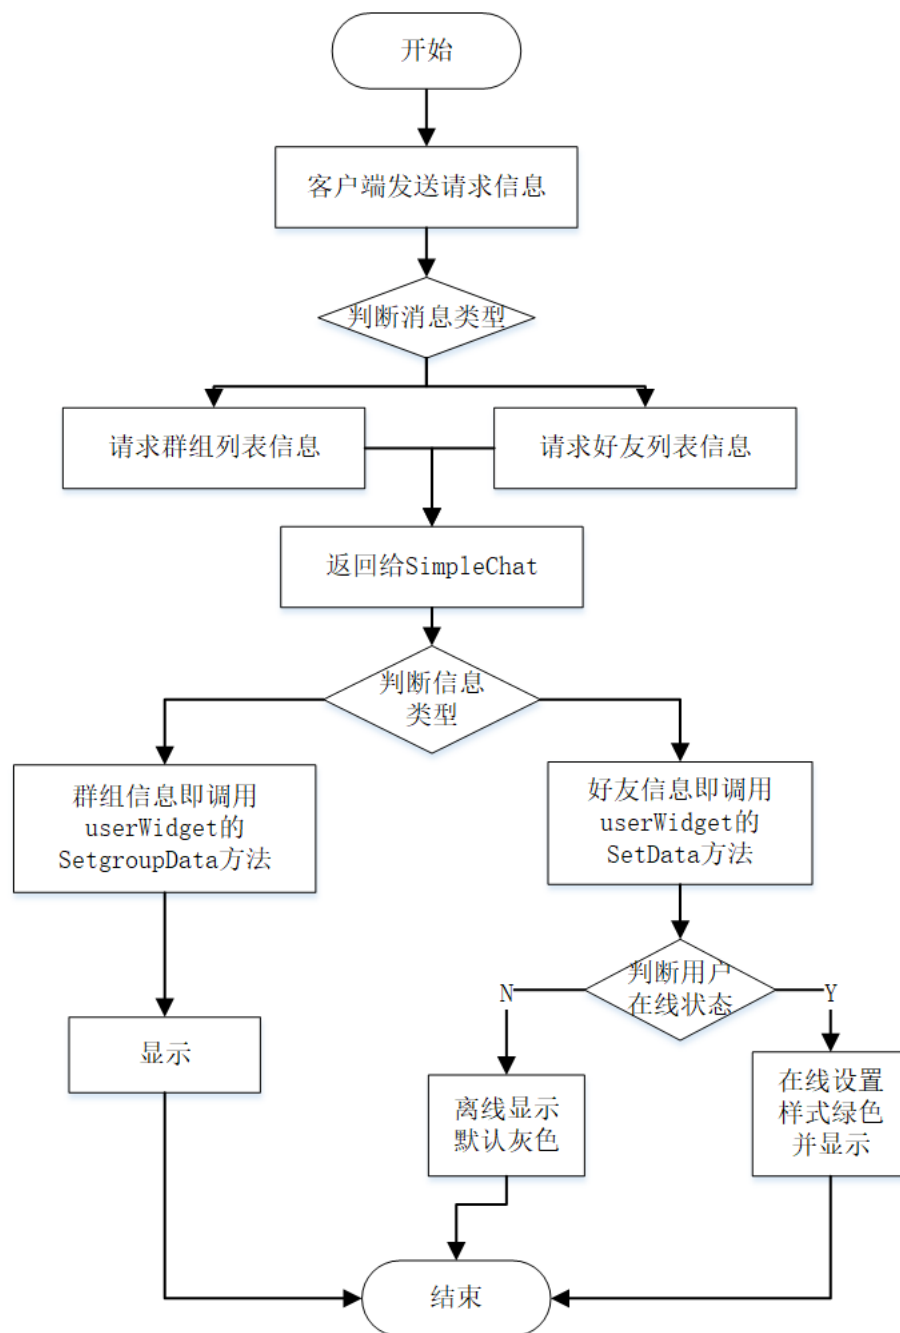 开始
客户端发送请求信息
判断消息类型
请求群组列表信息
请求好友列表信息
返回给SimpleChat
判断信息
类型
群组信息即调用
userWidget的
SetgroupData方法
好友信息即调用
userWidget的
SetData方法
判断用户
在线状态
N
Y
显示
离线显示
默认灰色
在线设置
样式绿色
并显示
结束